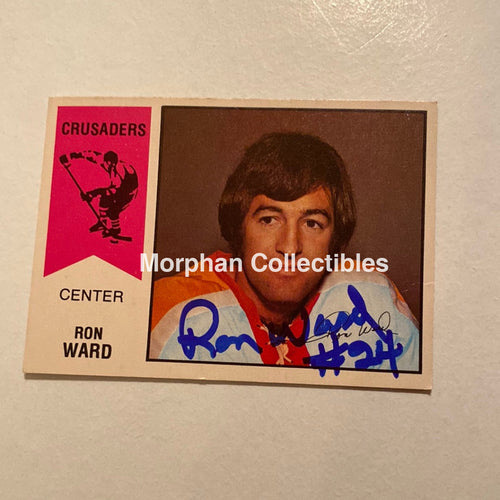 CRUSADERS
Morphan Collectibles
CENTER
RON
WARD
Ron Ward
#24